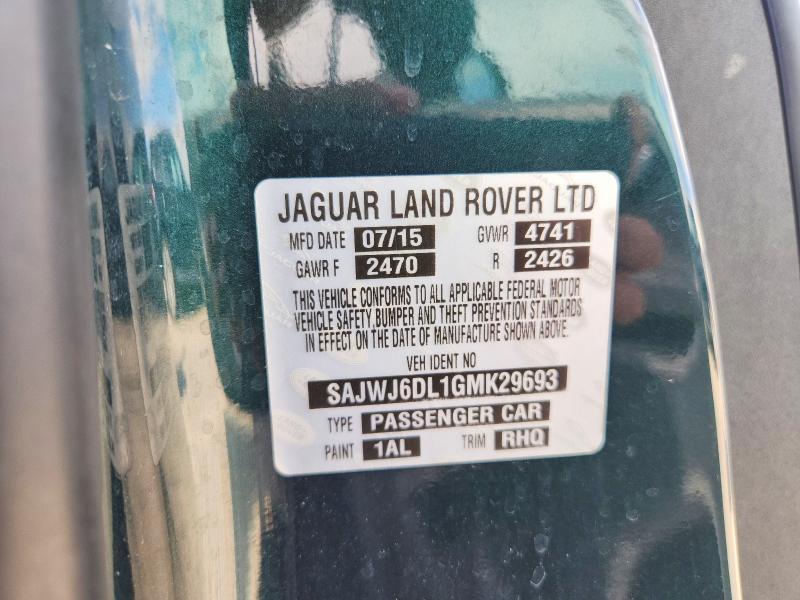 JAGUAR LAND ROVER LTD
MFD DATE 07/15 GVWR 4741
GAWR F 2470 R 2426
THIS VEHICLE CONFORMS TO ALL APPLICABLE FEDERAL MOTOR
VEHICLE SAFETY,BUMPER AND THEFT PREVENTION STANDARDS
IN EFFECT ON THE DATE OF MANUFACTURE SHOWN ABOVE.
VEH IDENT NO
SAJWJ6DL1GMK29693
TYPE PASSENGER CAR
PAINT 1AL TRIM RHQ